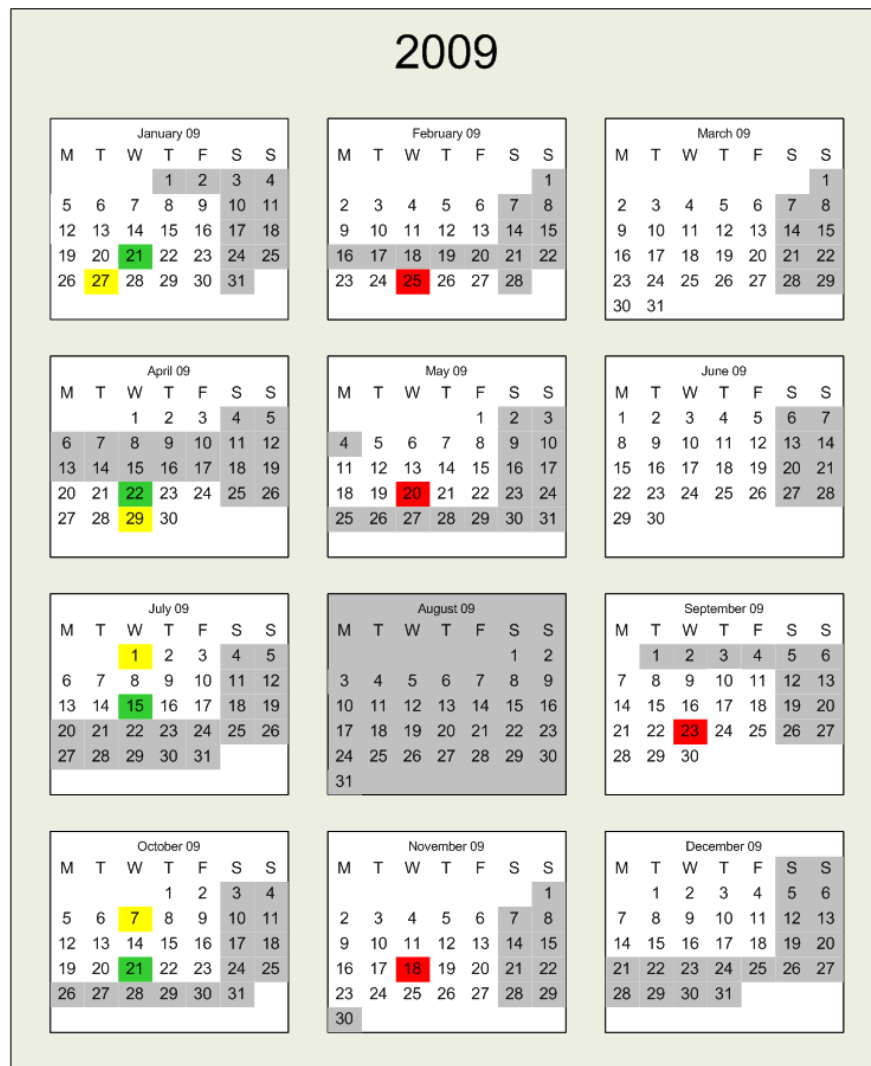 2009
January 09
M T W T F S S
1 2 3 4
5 6 7 8 9 10 11
12 13 14 15 16 17 18
19 20 21 22 23 24 25
26 27 28 29 30 31
February 09
M T W T F S S
1
2 3 4 5 6 7 8
9 10 11 12 13 14 15
16 17 18 19 20 21 22
23 24 25 26 27 28
March 09
M T W T F S S
1
2 3 4 5 6 7 8
9 10 11 12 13 14 15
16 17 18 19 20 21 22
23 24 25 26 27 28 29
30 31
April 09
M T W T F S S
1 2 3 4 5
6 7 8 9 10 11 12
13 14 15 16 17 18 19
20 21 22 23 24 25 26
27 28 29 30
May 09
M T W T F S S
1 2 3
4 5 6 7 8 9 10
11 12 13 14 15 16 17
18 19 20 21 22 23 24
25 26 27 28 29 30 31
June 09
M T W T F S S
1 2 3 4 5 6 7
8 9 10 11 12 13 14
15 16 17 18 19 20 21
22 23 24 25 26 27 28
29 30
July 09
M T W T F S S
1 2 3 4 5
6 7 8 9 10 11 12
13 14 15 16 17 18 19
20 21 22 23 24 25 26
27 28 29 30 31
August 09
M T W T F S S
1 2
3 4 5 6 7 8 9
10 11 12 13 14 15 16
17 18 19 20 21 22 23
24 25 26 27 28 29 30
31
September 09
M T W T F S S
1 2 3 4 5 6
7 8 9 10 11 12 13
14 15 16 17 18 19 20
21 22 23 24 25 26 27
28 29 30
October 09
M T W T F S S
1 2 3 4
5 6 7 8 9 10 11
12 13 14 15 16 17 18
19 20 21 22 23 24 25
26 27 28 29 30 31
November 09
M T W T F S S
1
2 3 4 5 6 7 8
9 10 11 12 13 14 15
16 17 18 19 20 21 22
23 24 25 26 27 28 29
30
December 09
M T W T F S S
1 2 3 4 5 6
7 8 9 10 11 12 13
14 15 16 17 18 19 20
21 22 23 24 25 26 27
28 29 30 31